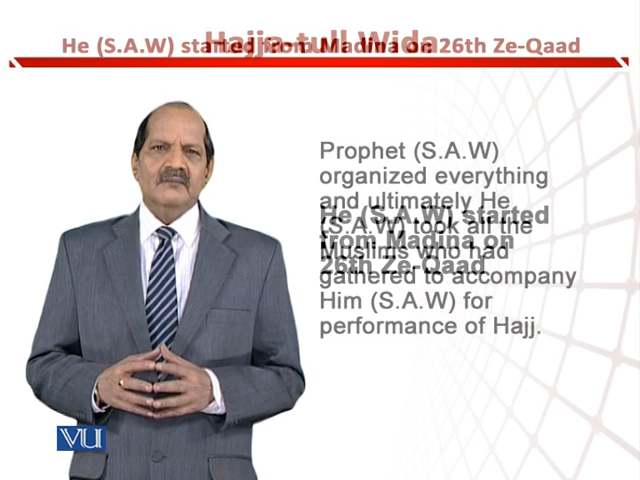 Hajja-tull Wida
He (S.A.W) started from Madina on 26th Ze-Qaad
Prophet (S.A.W)
organized everything
and ultimately He
(S.A.W) took all the
Muslims who had
gathered to accompany
Him (S.A.W) for
performance of Hajj.
He (S.A.W) started
from Madina on
26th Ze-Qaad
VU